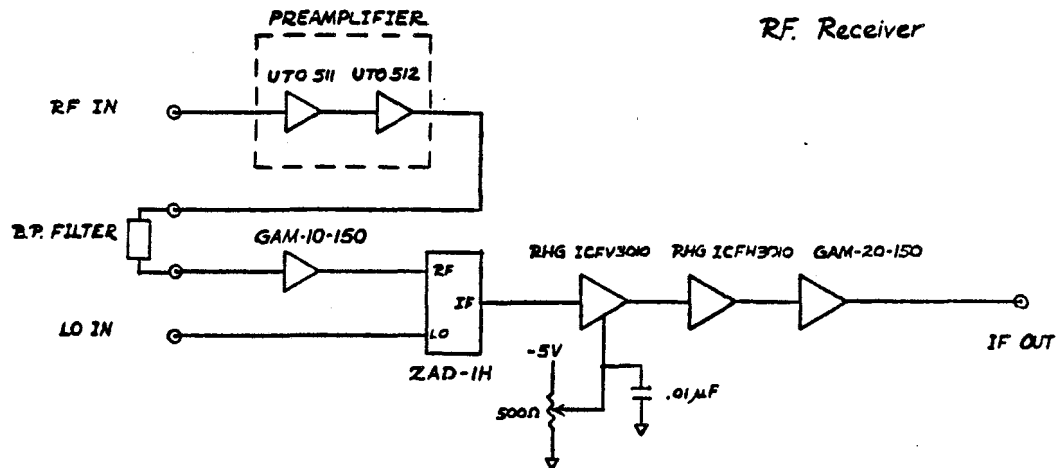 PREAMPLIFIER
RF. Receiver
UTO 511 UTO 512
RF IN
B.P. FILTER
GAM-10-150
RHG ICFV3010 RHG ICFH3010 GAM-20-150
RF
IF
LO IN
LO
IF OUT
ZAD-1H
-5V
500Ω
.01µF